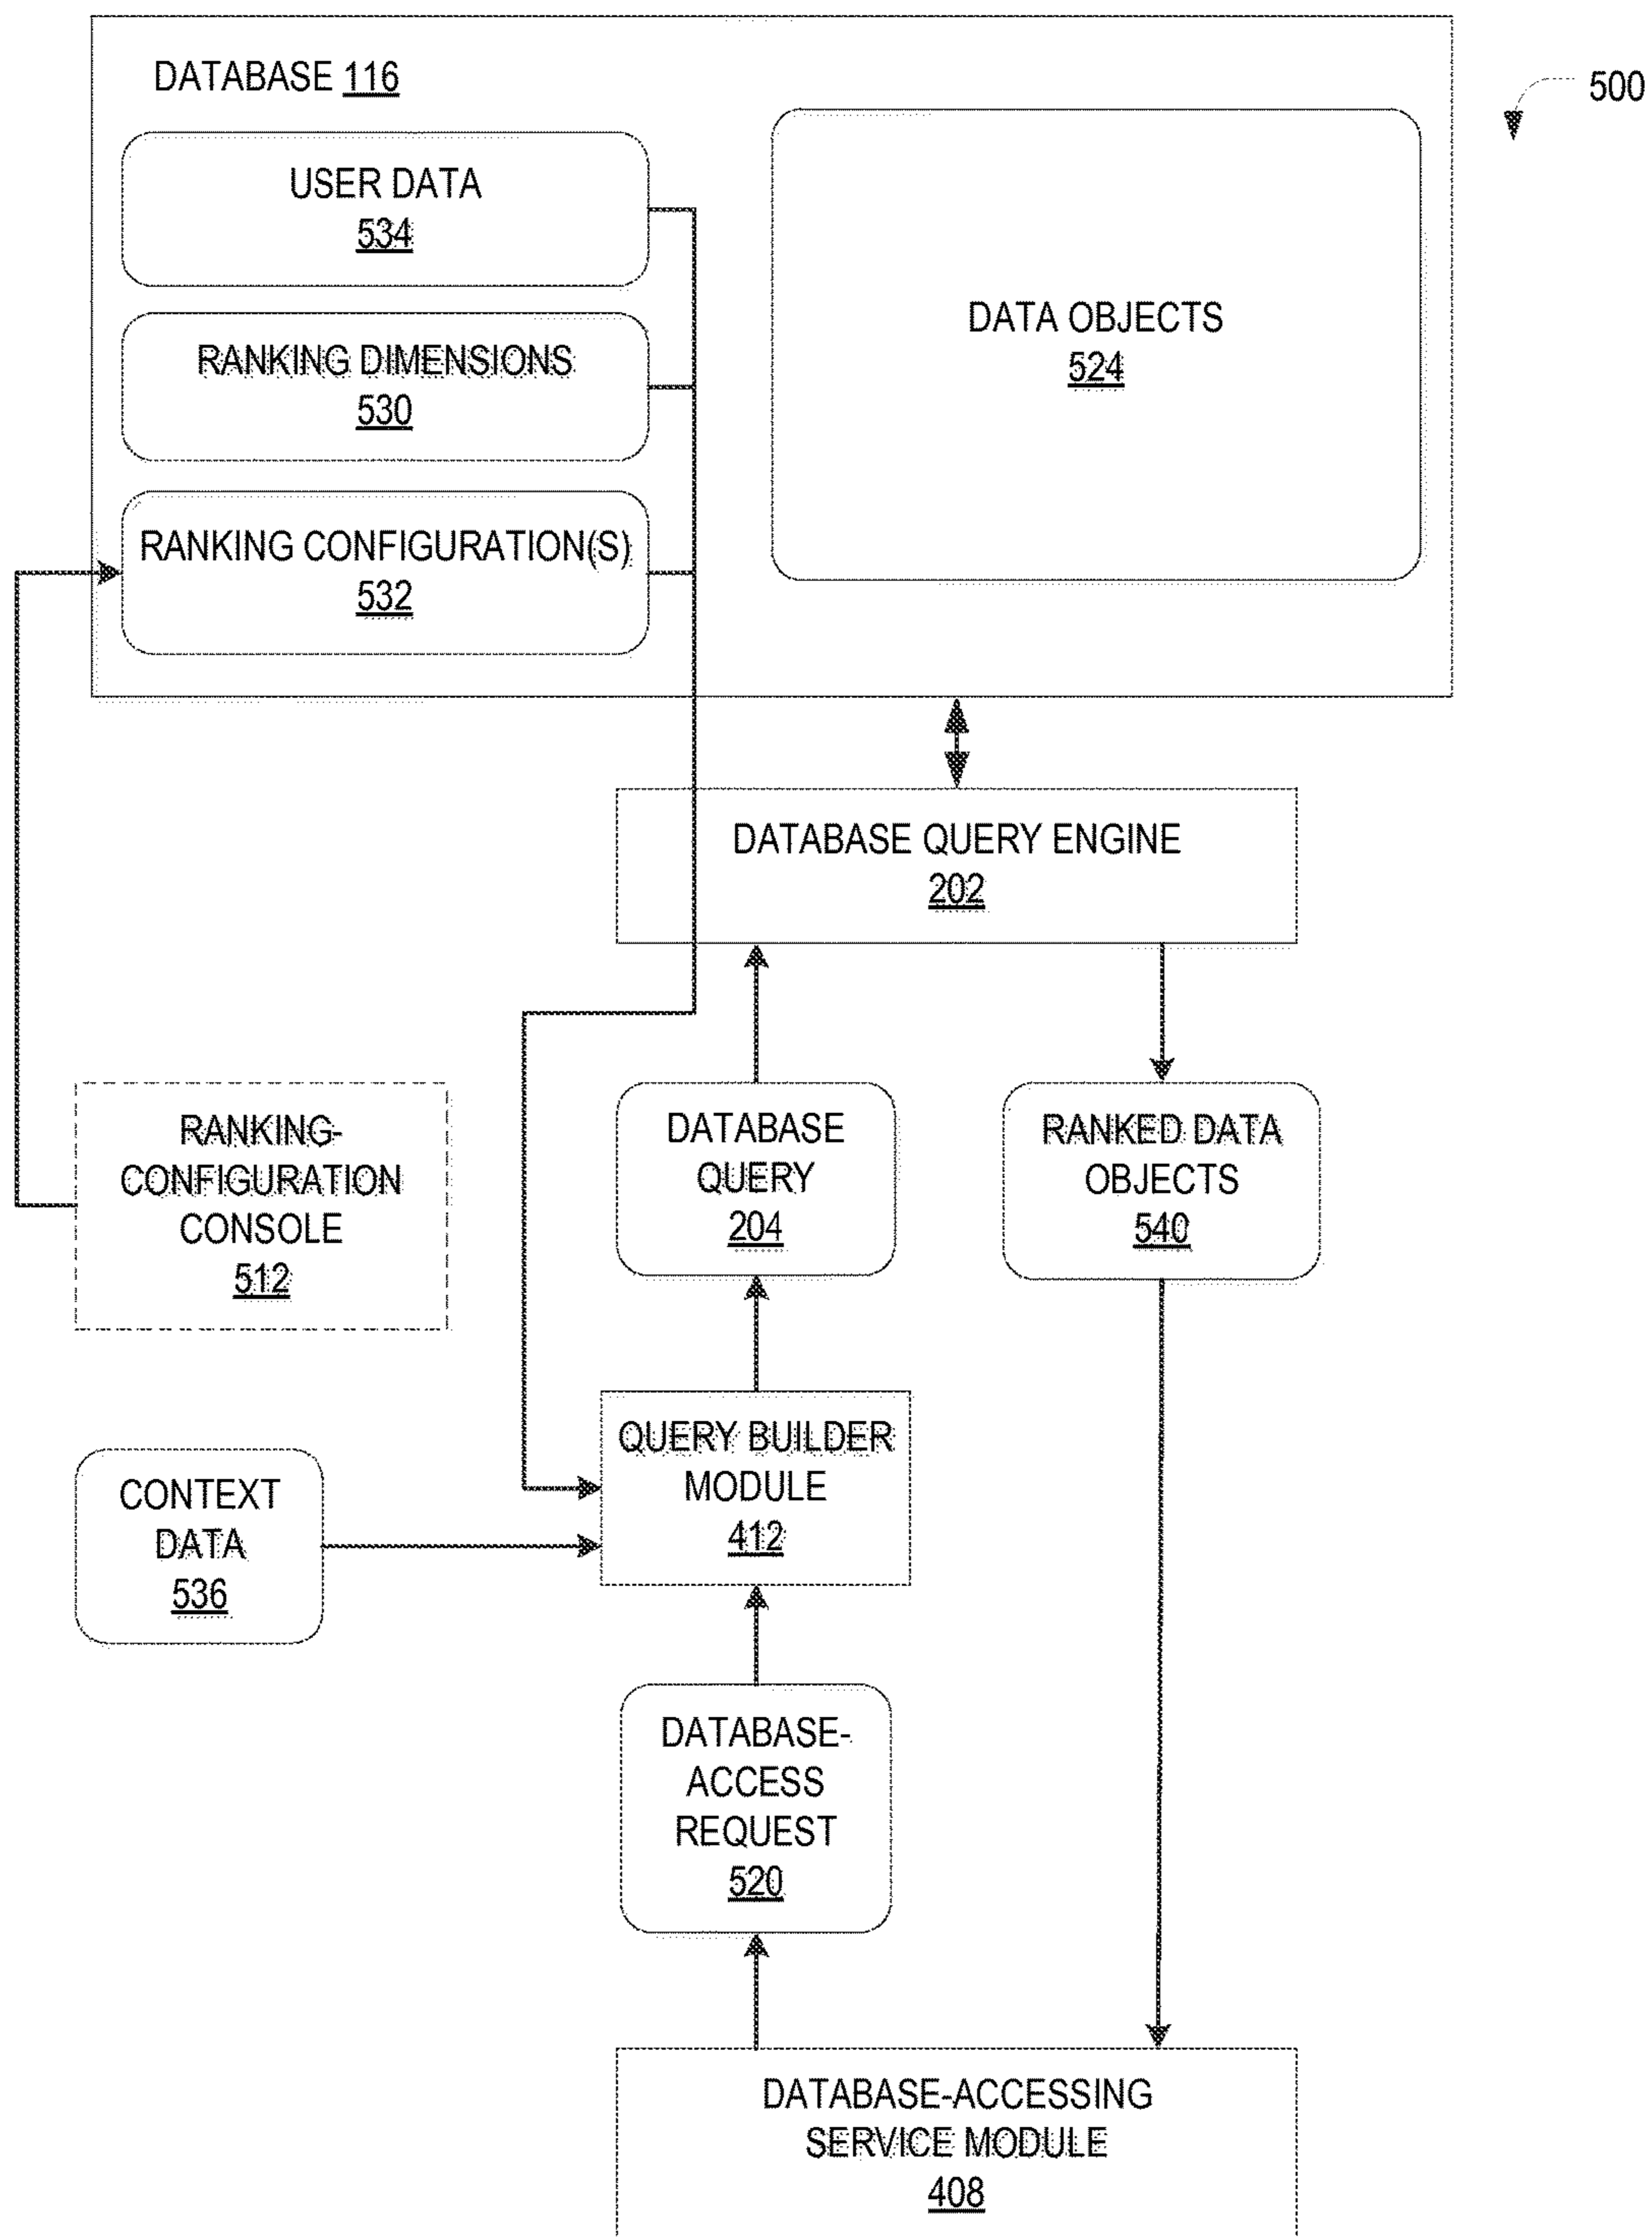 DATABASE 116
500
USER DATA
534
RANKING DIMENSIONS
530
RANKING CONFIGURATION(S)
532
DATA OBJECTS
524
DATABASE QUERY ENGINE
202
RANKING-
CONFIGURATION
CONSOLE
512
DATABASE
QUERY
204
RANKED DATA
OBJECTS
540
QUERY BUILDER
MODULE
412
CONTEXT
DATA
536
DATABASE-
ACCESS
REQUEST
520
DATABASE-ACCESSING
SERVICE MODULE
408